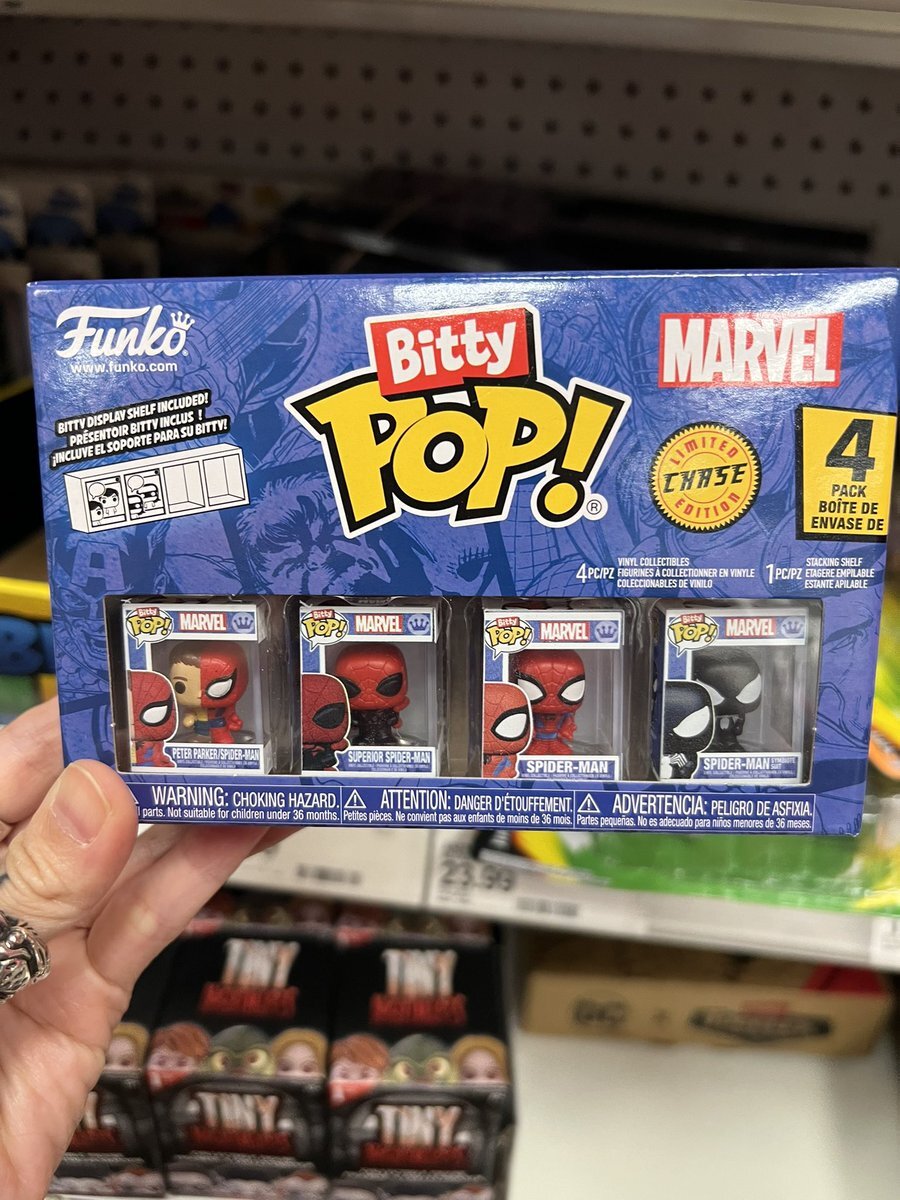 Funko
www.funko.com
Bitty
POP!®
MARVEL
BITTY DISPLAY SHELF INCLUDED!
PRÉSENTOIR BITTY INCLUS !
¡INCLUYE EL SOPORTE PARA SU BITTY!
LIMITED
CHASE
EDITION
4
PACK
BOÎTE DE
ENVASE DE
4PC/PZ VINYL COLLECTIBLES
FIGURINES À COLLECTIONNER EN VINYLE
COLECCIONABLES DE VINILO
1PC/PZ STACKING SHELF
ETAGERE EMPILABLE
ESTANTE APILABLE
Bitty
POP!
MARVEL
PETER PARKER/SPIDER-MAN
Bitty
POP!
MARVEL
SUPERIOR SPIDER-MAN
Bitty
POP!
MARVEL
SPIDER-MAN
Bitty
POP!
MARVEL
SPIDER-MAN SYMBIOTE
SUIT
WARNING: CHOKING HAZARD.
parts. Not suitable for children under 36 months.
ATTENTION: DANGER D'ÉTOUFFEMENT.
Petites pièces. Ne convient pas aux enfants de moins de 36 mois.
ADVERTENCIA: PELIGRO DE ASFIXIA.
Partes pequeñas. No es adecuado para niños menores de 36 meses.
23.99
TINY
TINY
TINY
TINY